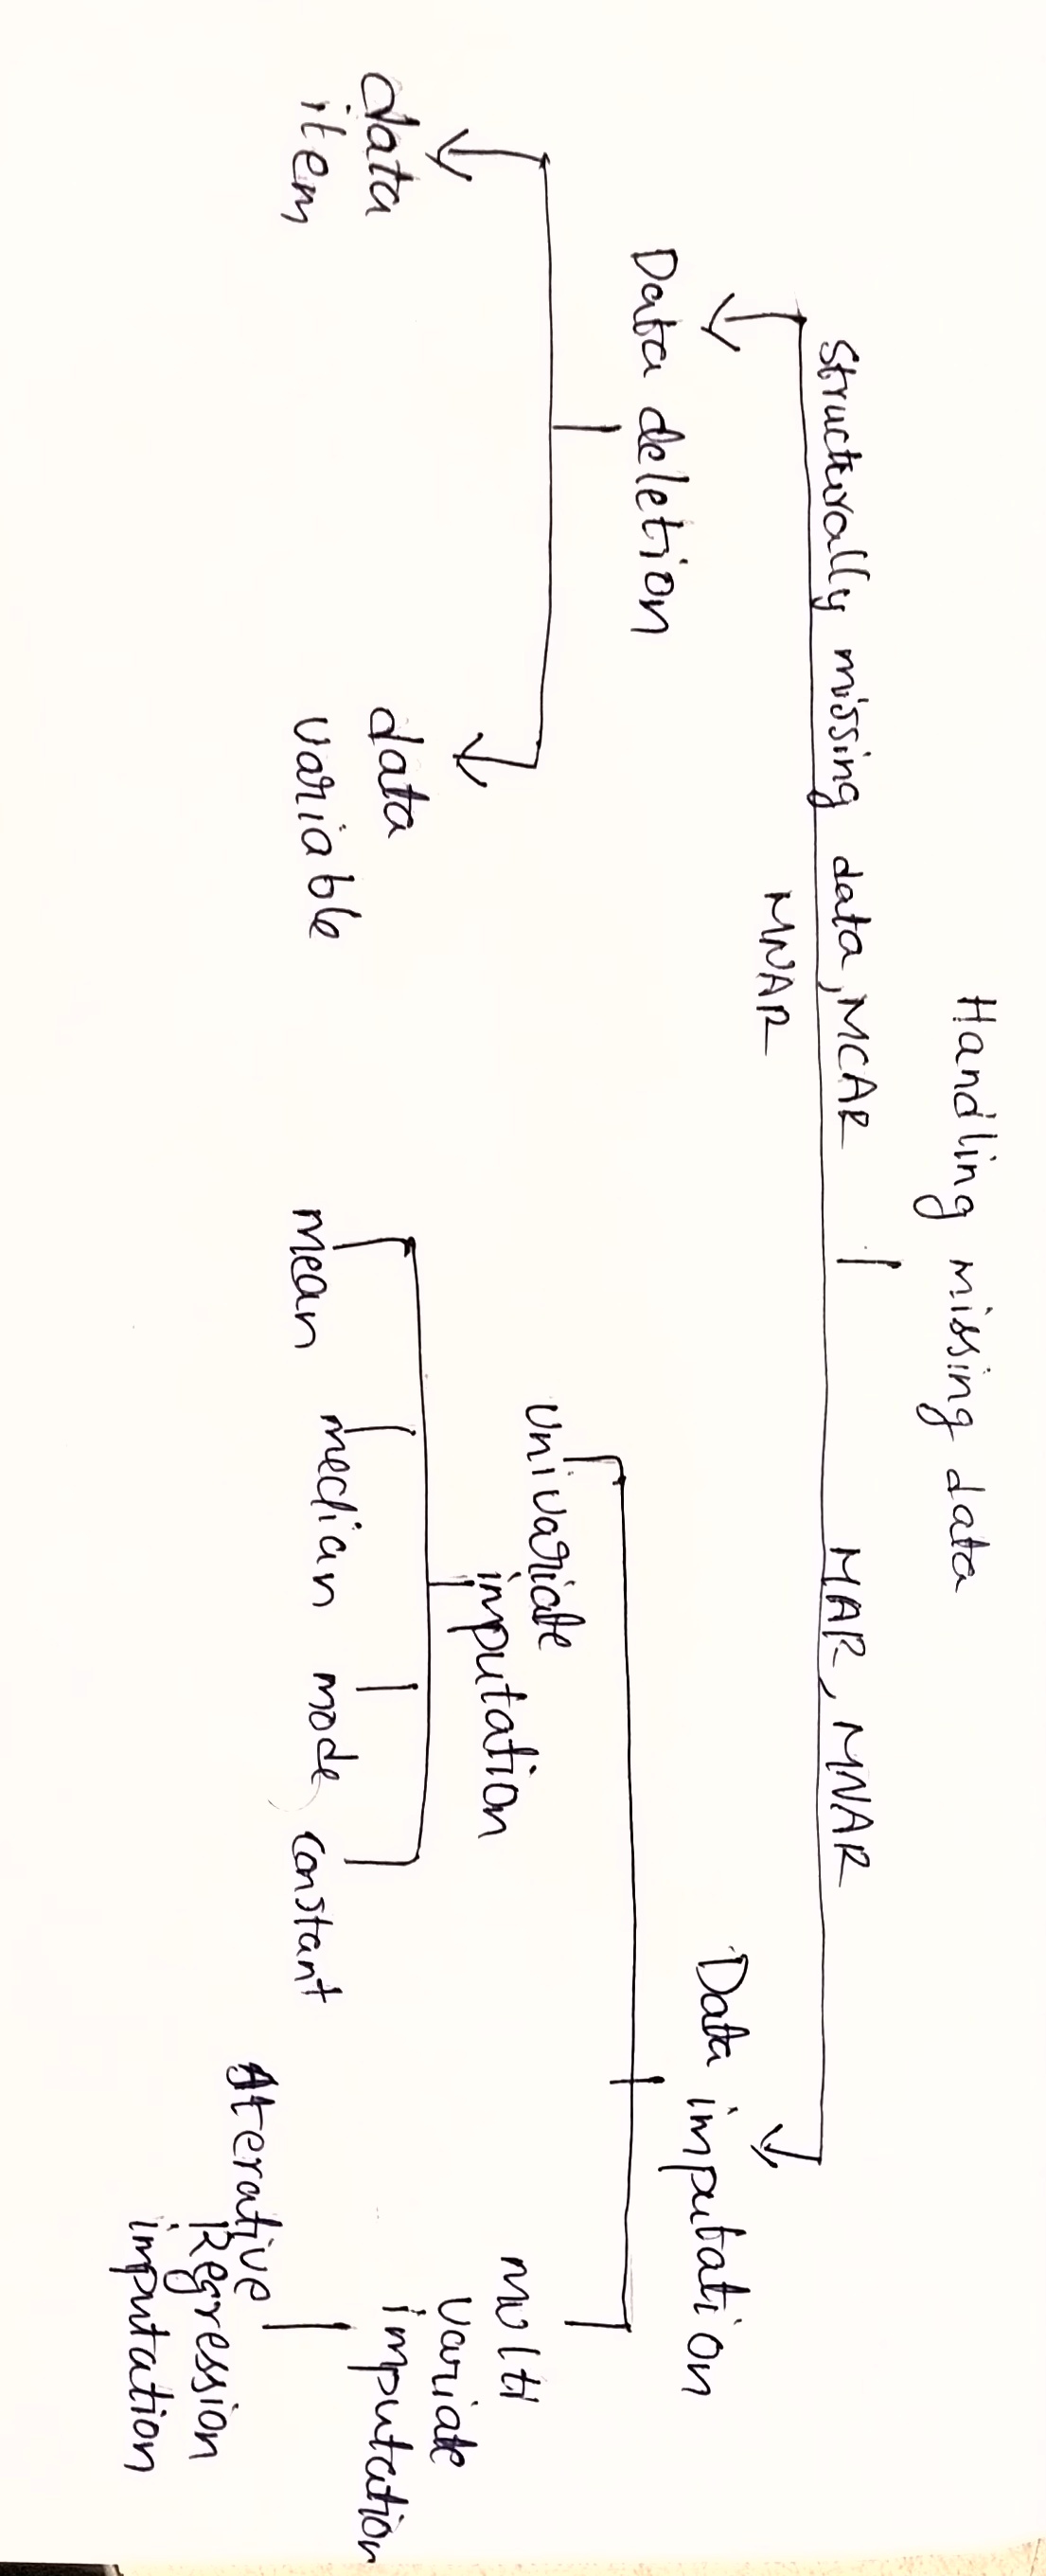 Handling missing data
Structurally missing data, MCAR
MNAR
MAR, MNAR
Data deletion
Data imputation
data
item
data
variable
Univariate
imputation
multi
variate
imputation
mean
median
mode
constant
Iterative
Regression
imputation